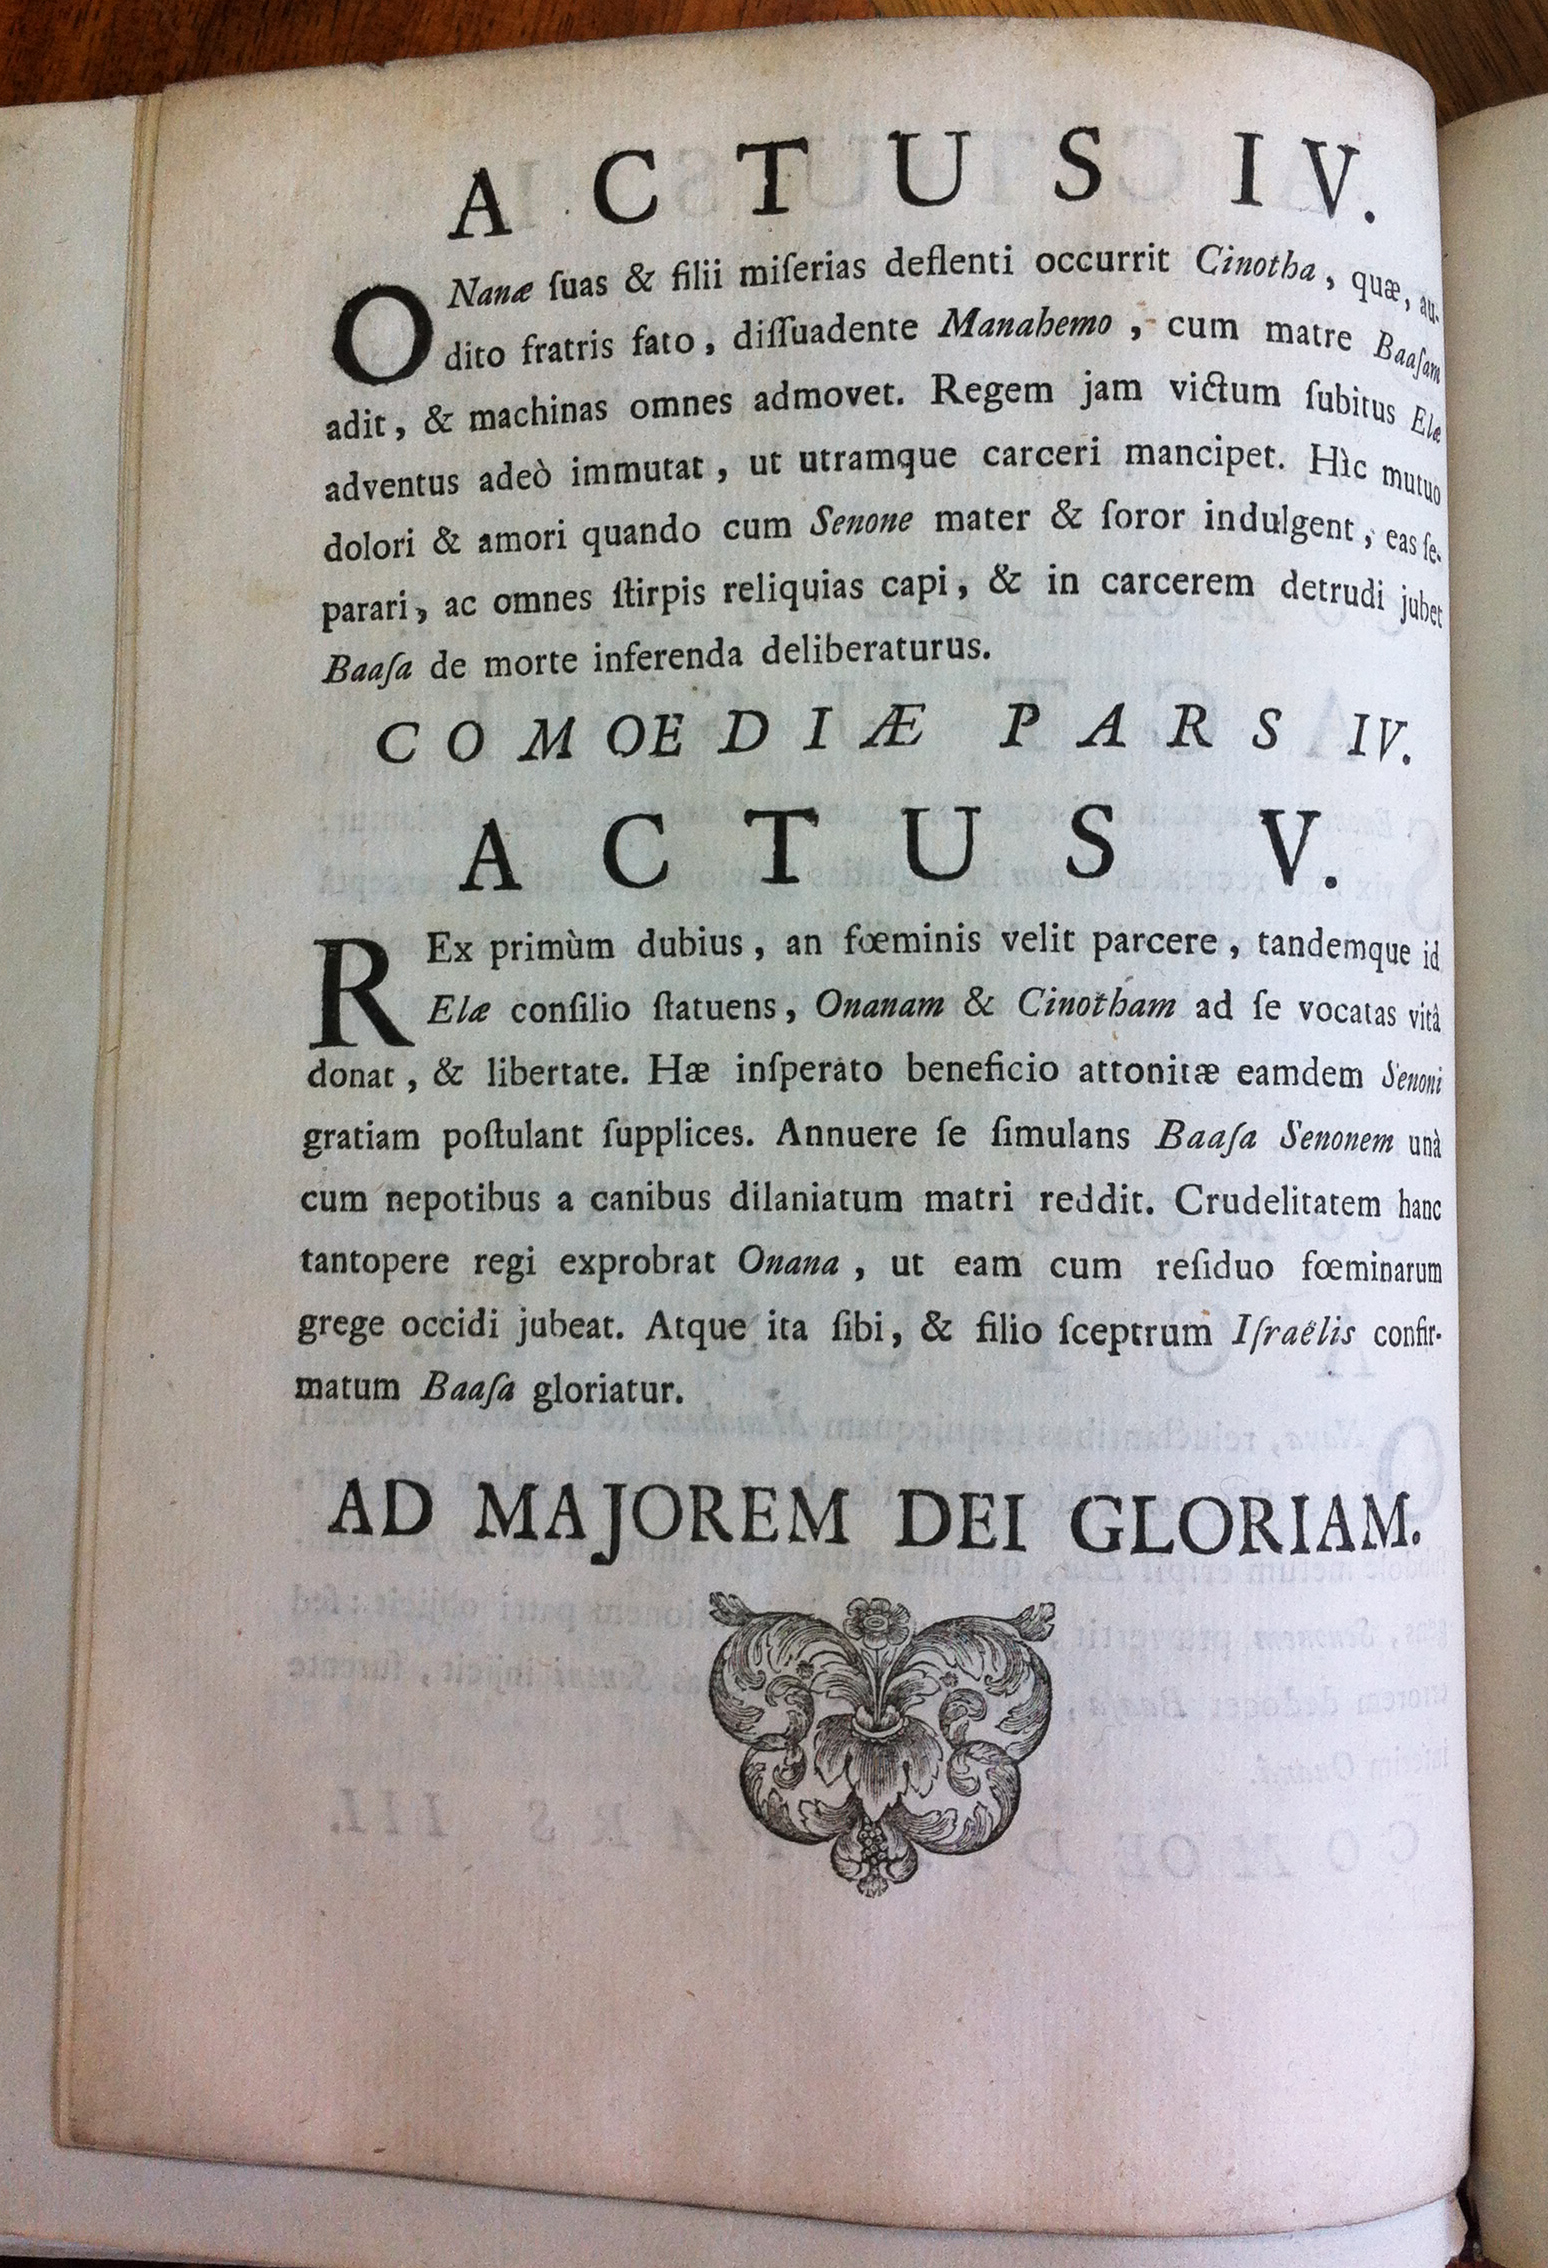 ACTUS IV.
ONanæ ſuas & filii miſerias deflenti occurrit Cinotha, quæ, au-
dito fratris fato, diſſuadente Manahemo, cum matre Baaſam
adit, & machinas omnes admovet. Regem jam victum ſubitus Elæ
adventus adeò immutat, ut utramque carceri mancipet. Hìc mutuo
dolori & amori quando cum Senone mater & ſoror indulgent, eas ſe-
parari, ac omnes ſtirpis reliquias capi, & in carcerem detrudi jubet
Baaſa de morte inferenda deliberaturus.
COMOEDIÆ PARS IV.
ACTUS V.
REx primùm dubius, an fœminis velit parcere, tandemque id
Elæ conſilio ſtatuens, Onanam & Cinotham ad ſe vocatas vitâ
donat, & libertate. Hæ inſperato beneficio attonitæ eamdem Senoni
gratiam poſtulant ſupplices. Annuere ſe ſimulans Baaſa Senonem unà
cum nepotibus a canibus dilaniatum matri reddit. Crudelitatem hanc
tantopere regi exprobrat Onana, ut eam cum reſiduo fœminarum
grege occidi jubeat. Atque ita ſibi, & filio ſceptrum Iſraëlis confir-
matum Baaſa gloriatur.
AD MAJOREM DEI GLORIAM.